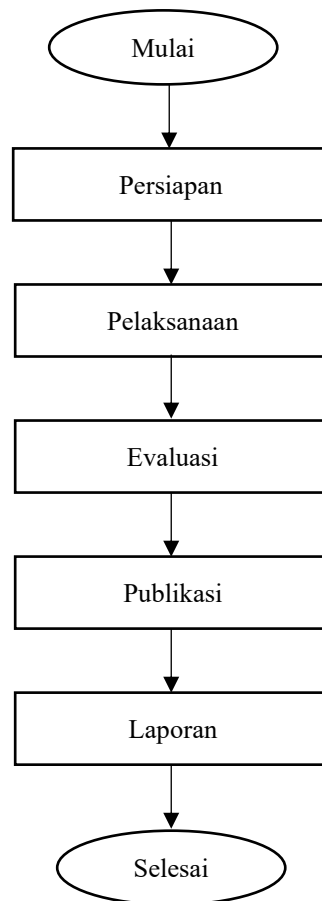 Mulai
Persiapan
Pelaksanaan
Evaluasi
Publikasi
Laporan
Selesai